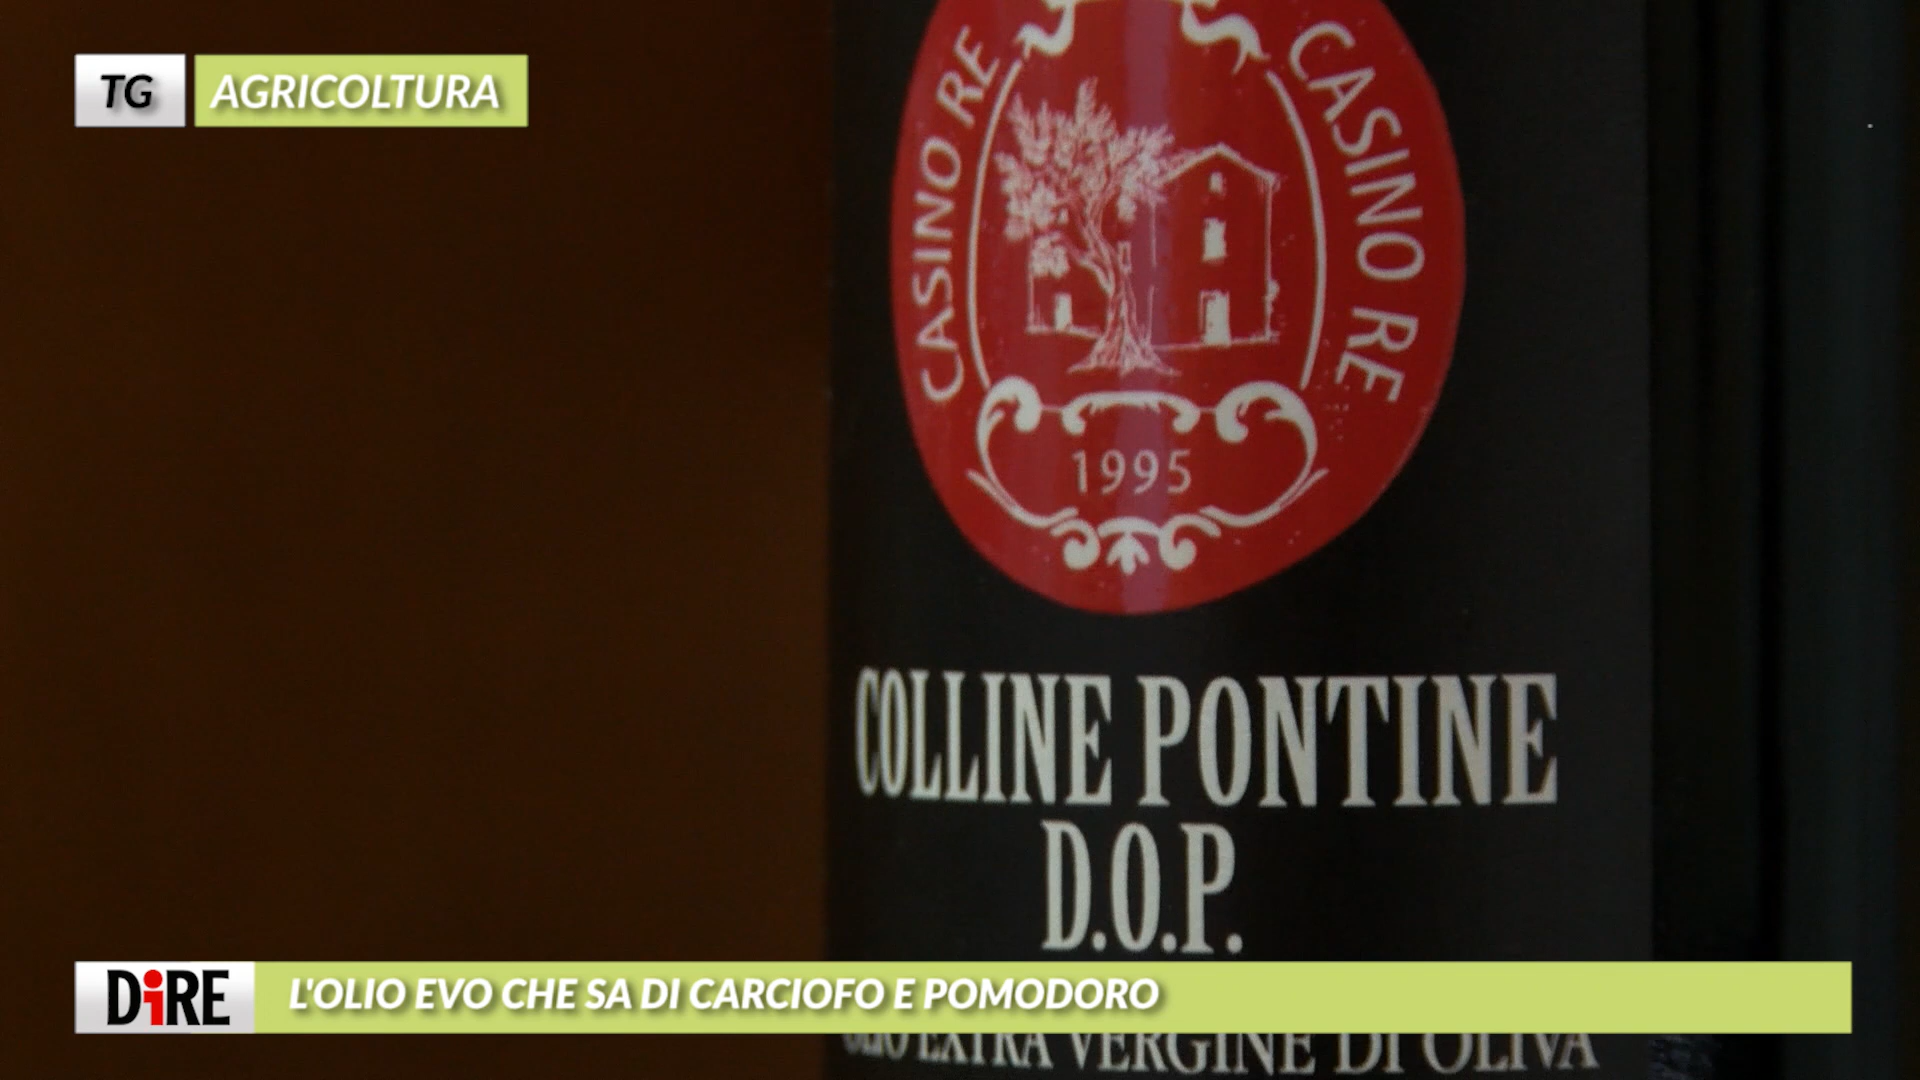 TG AGRICOLTURA
CASINO RE
CASINO RE
1995
COLLINE PONTINE
D.O.P.
DiRE L'OLIO EVO CHE SA DI CARCIOFO E POMODORO
OLIO EXTRA VERGINE DI OLIVA